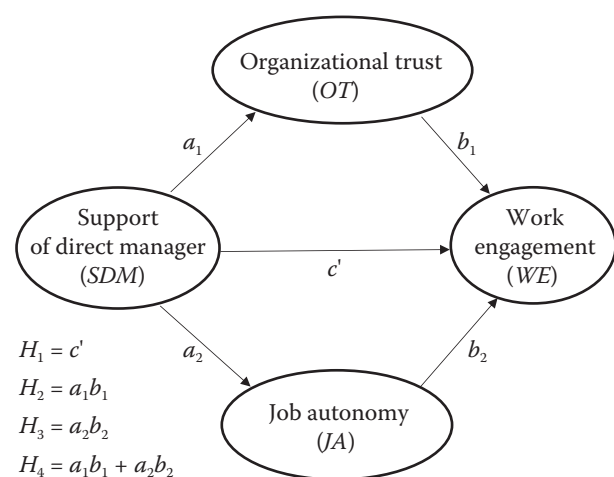 Organizational trust
(OT)
a₁
b₁
Support
of direct manager
(SDM)
c'
Work
engagement
(WE)
a₂
b₂
Job autonomy
(JA)
H₁ = c'
H₂ = a₁b₁
H₃ = a₂b₂
H₄ = a₁b₁ + a₂b₂